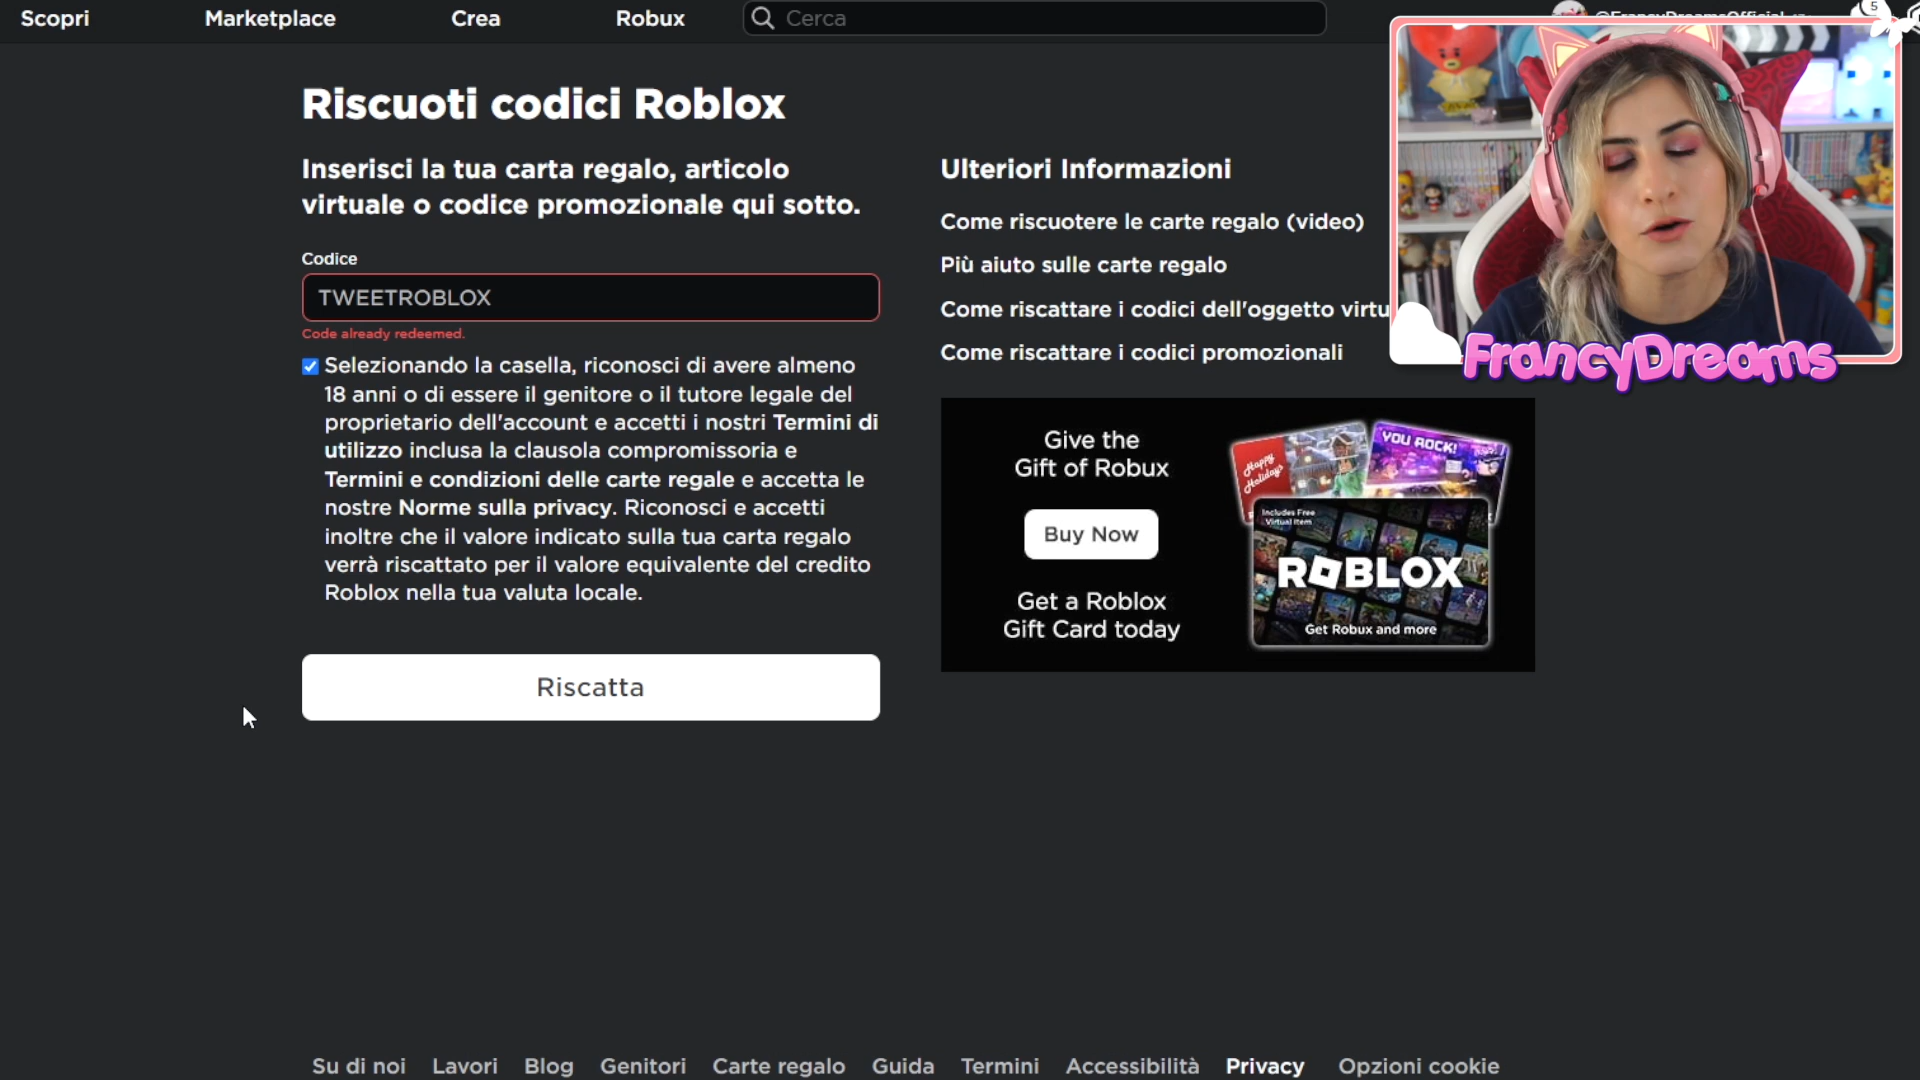 Scopri Marketplace Crea Robux Cerca
5
Riscuoti codici Roblox
Inserisci la tua carta regalo, articolo
virtuale o codice promozionale qui sotto.
Codice
TWEETROBLOX
Code already redeemed.
Selezionando la casella, riconosci di avere almeno
18 anni o di essere il genitore o il tutore legale del
proprietario dell'account e accetti i nostri Termini di
utilizzo inclusa la clausola compromissoria e
Termini e condizioni delle carte regalo e accetta le
nostre Norme sulla privacy. Riconosci e accetti
inoltre che il valore indicato sulla tua carta regalo
verrà riscattato per il valore equivalente del credito
Roblox nella tua valuta locale.
Riscatta
Ulteriori Informazioni
Come riscuotere le carte regalo (video)
Più aiuto sulle carte regalo
Come riscattare i codici dell'oggetto virtu
Come riscattare i codici promozionali
FrancyDreams
Give the
Gift of Robux
Buy Now
Get a Roblox
Gift Card today
Happy
Holidays
YOU ROCK!
Includes Free
Virtual Item
ROBLOX
Get Robux and more
Su di noi Lavori Blog Genitori Carte regalo Guida Termini Accessibilità Privacy Opzioni cookie